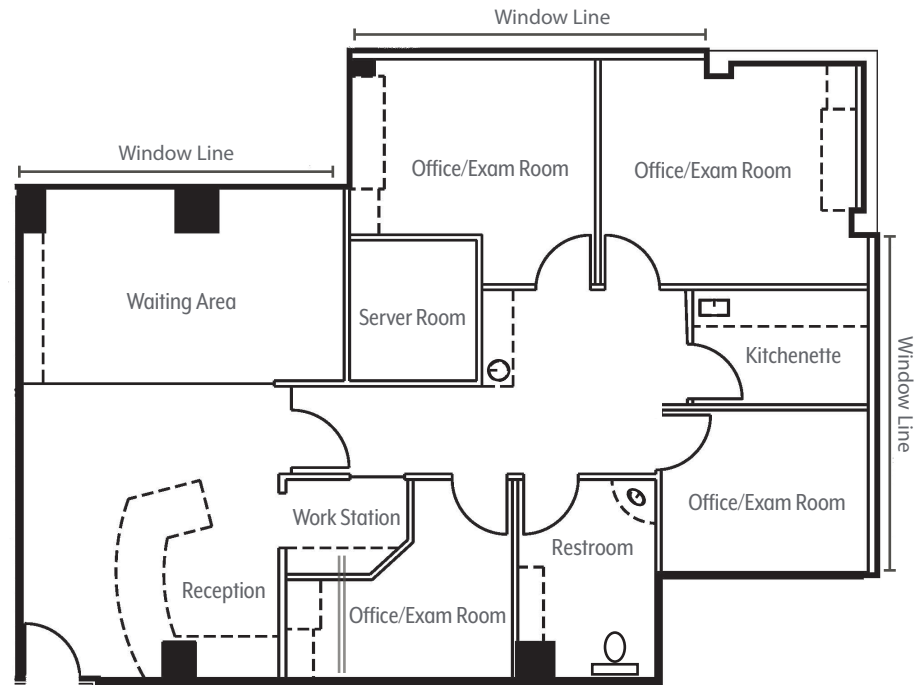 Window Line
Window Line
Office/Exam Room
Office/Exam Room
Waiting Area
Server Room
Kitchenette
Window Line
Office/Exam Room
Work Station
Restroom
Reception
Office/Exam Room